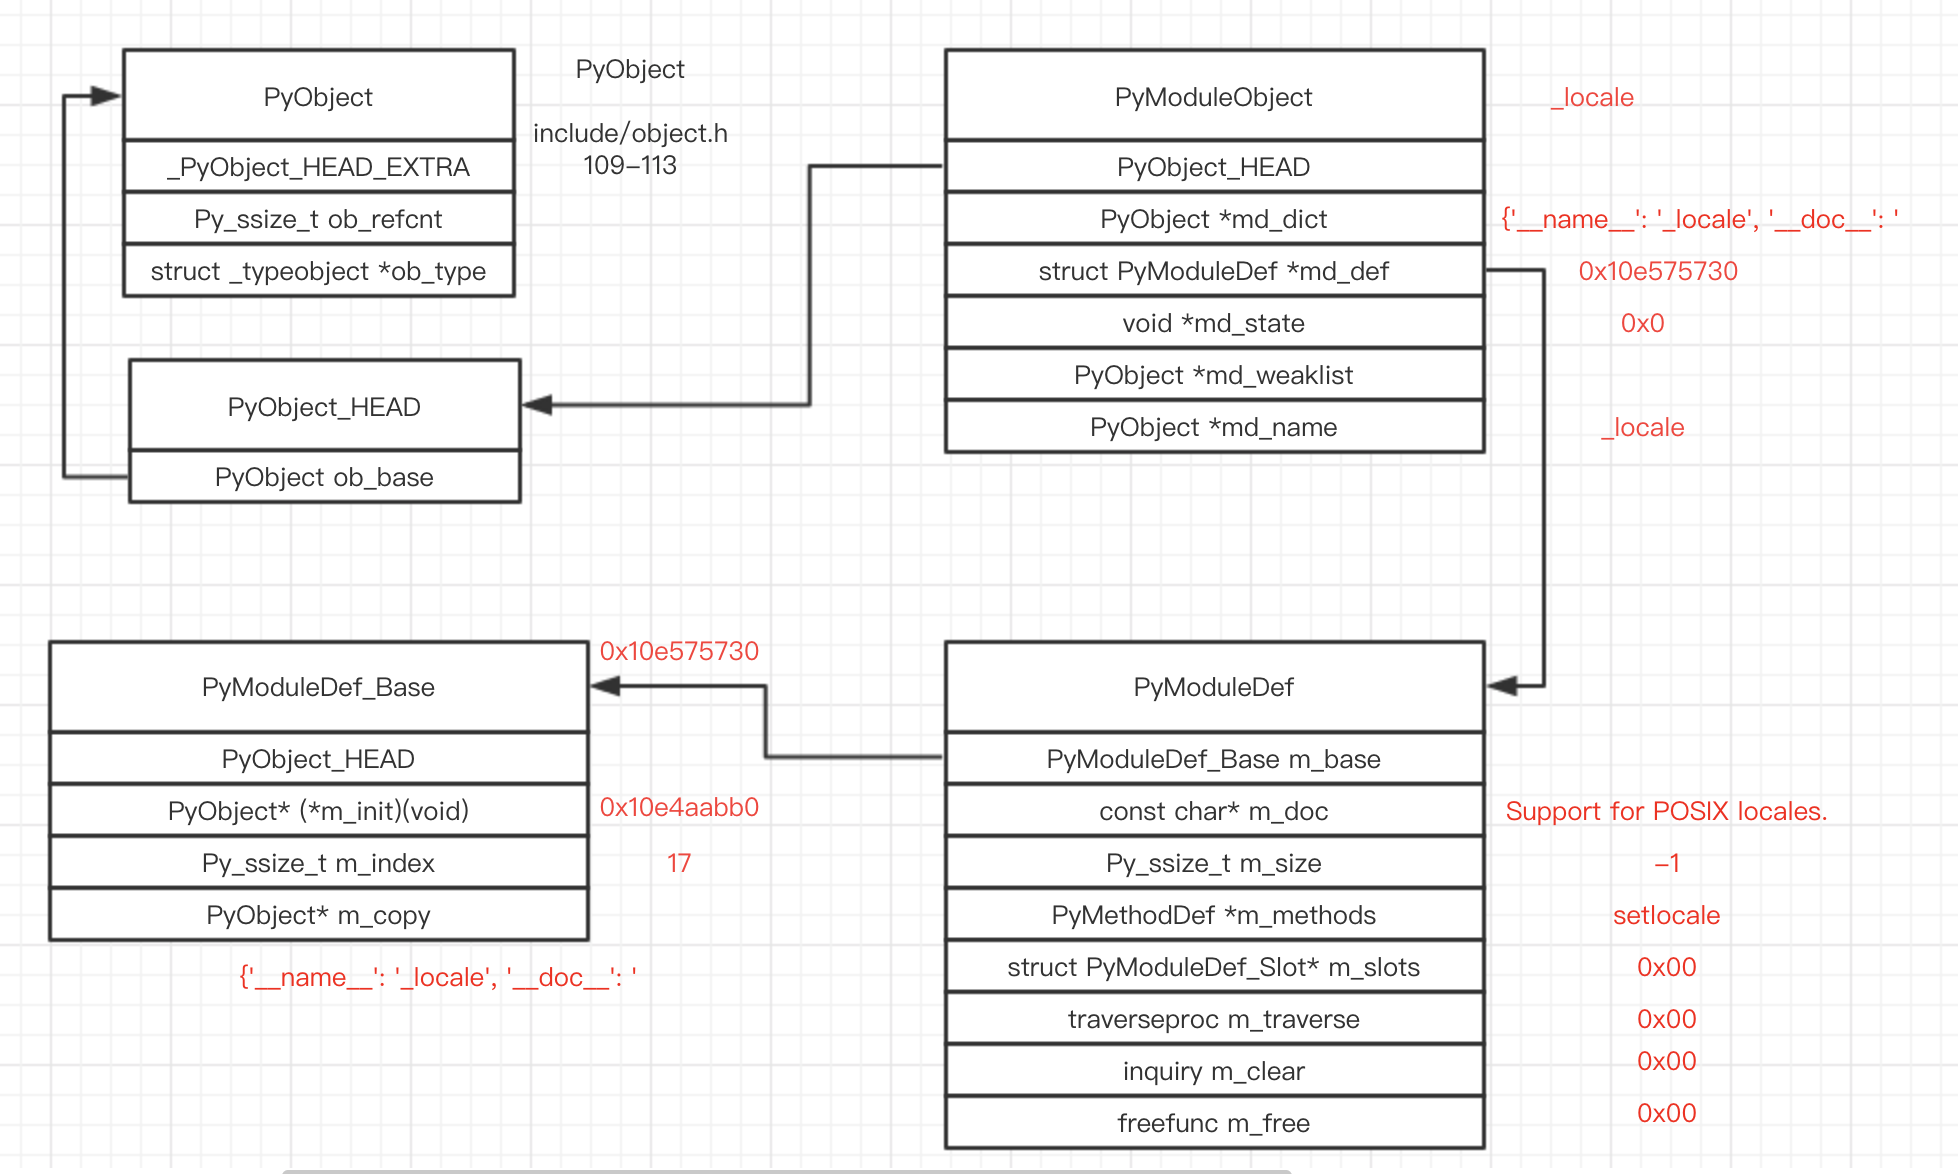 PyObject
_PyObject_HEAD_EXTRA
Py_ssize_t ob_refcnt
struct _typeobject *ob_type
PyObject
include/object.h
109–113
PyObject_HEAD
PyObject ob_base
PyModuleObject
_locale
PyObject_HEAD
PyObject *md_dict
{'__name__': '_locale', '__doc__': '
struct PyModuleDef *md_def
0x10e575730
void *md_state
0x0
PyObject *md_weaklist
PyObject *md_name
_locale
PyModuleDef_Base
0x10e575730
PyObject_HEAD
PyObject* (*m_init)(void)
0x10e4aabb0
Py_ssize_t m_index
17
PyObject* m_copy
{'__name__': '_locale', '__doc__': '
PyModuleDef
PyModuleDef_Base m_base
const char* m_doc
Support for POSIX locales.
Py_ssize_t m_size
–1
PyMethodDef *m_methods
setlocale
struct PyModuleDef_Slot* m_slots
0x00
traverseproc m_traverse
0x00
inquiry m_clear
0x00
freefunc m_free
0x00